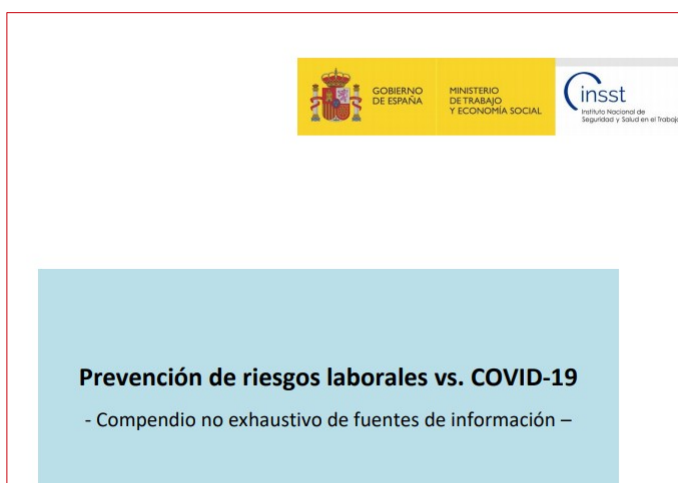 GOBIERNO
DE ESPAÑA
MINISTERIO
DE TRABAJO
Y ECONOMÍA SOCIAL
insst
Instituto Nacional de
Seguridad y Salud en el Trabajo
Prevención de riesgos laborales vs. COVID-19
- Compendio no exhaustivo de fuentes de información –